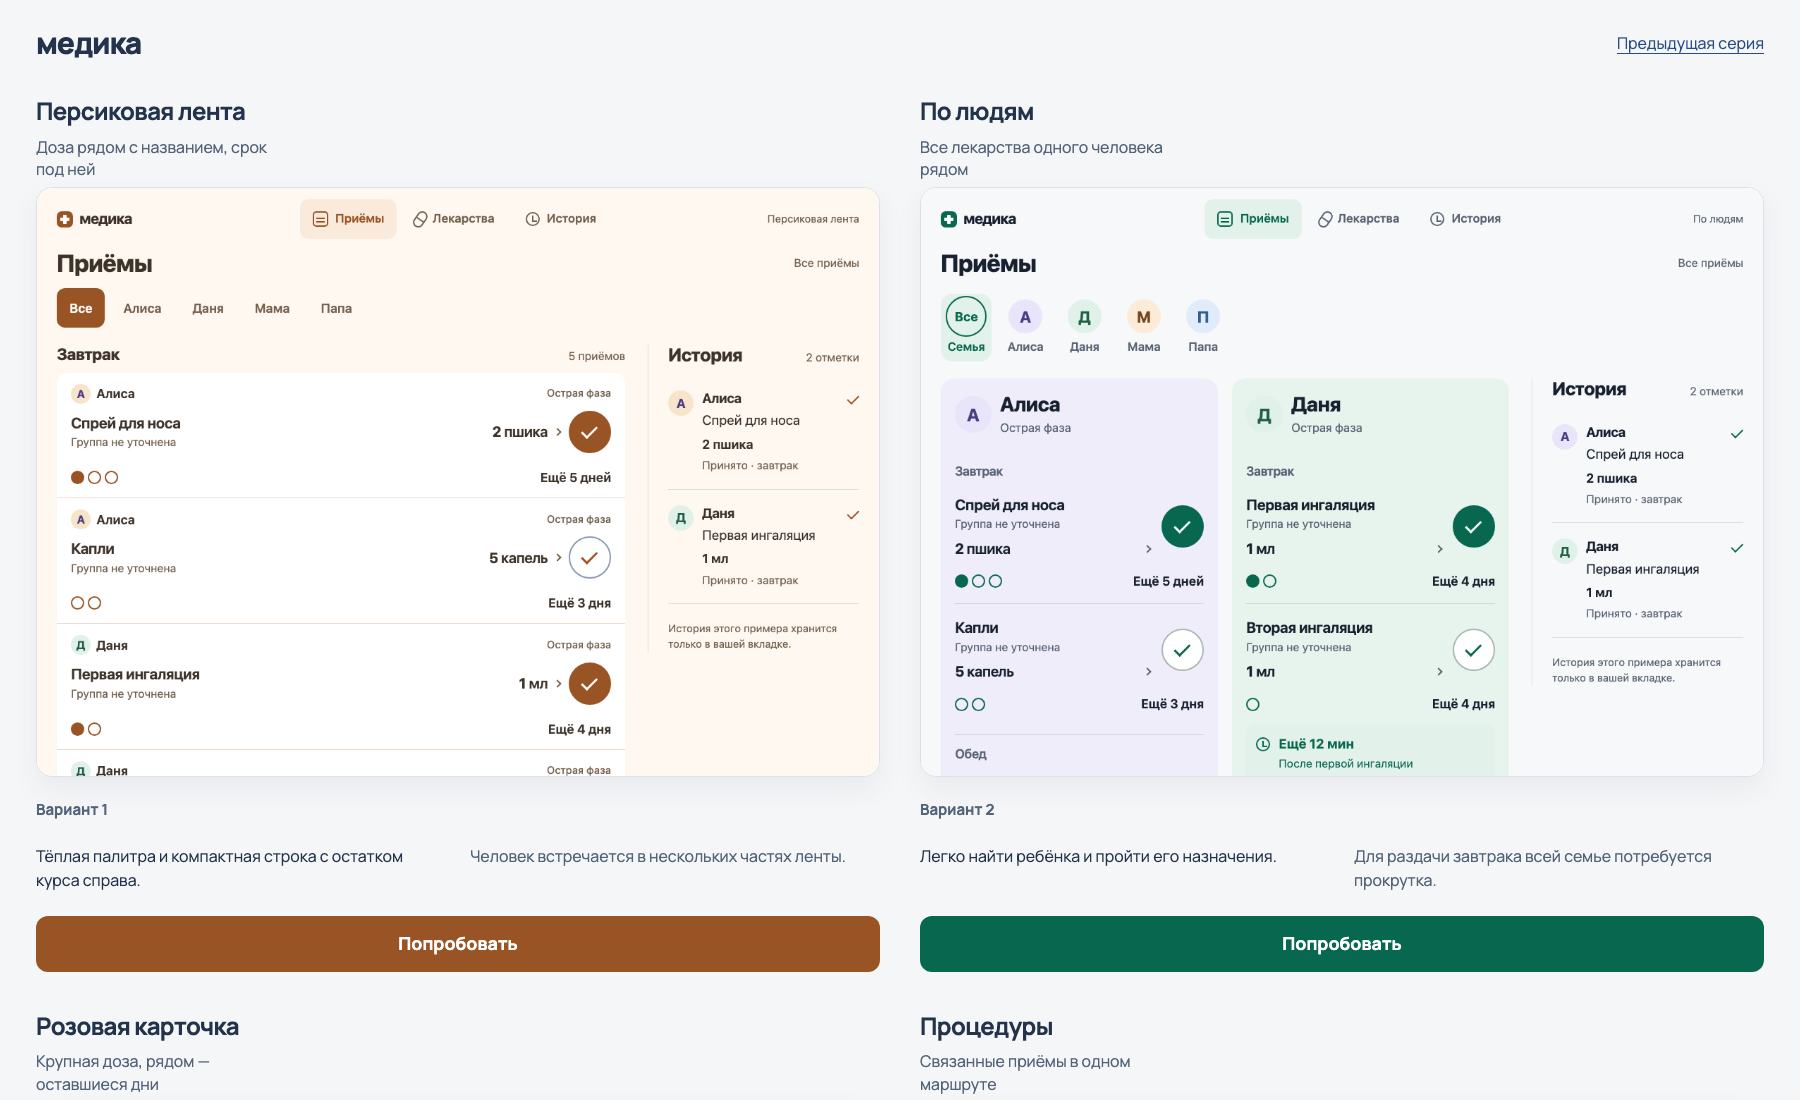 медика
Предыдущая серия
Персиковая лента
Доза рядом с названием, срок
под ней
медика
Приёмы
Лекарства
История
Персиковая лента
Приёмы
Все приёмы
Все
Алиса
Даня
Мама
Папа
Завтрак
5 приёмов
А Алиса
Острая фаза
Спрей для носа
Группа не уточнена
2 пшика
Ещё 5 дней
А Алиса
Острая фаза
Капли
Группа не уточнена
5 капель
Ещё 3 дня
Д Даня
Острая фаза
Первая ингаляция
Группа не уточнена
1 мл
Ещё 4 дня
Д Даня
Острая фаза
История
2 отметки
А Алиса
Спрей для носа
2 пшика
Принято · завтрак
Д Даня
Первая ингаляция
1 мл
Принято · завтрак
История этого примера хранится
только в вашей вкладке.
Вариант 1
Тёплая палитра и компактная строка с остатком
курса справа.
Человек встречается в нескольких частях ленты.
Попробовать
По людям
Все лекарства одного человека
рядом
медика
Приёмы
Лекарства
История
По людям
Приёмы
Все приёмы
Все
Семья
А
Алиса
Д
Даня
М
Мама
П
Папа
А Алиса
Острая фаза
Завтрак
Спрей для носа
Группа не уточнена
2 пшика
Ещё 5 дней
Капли
Группа не уточнена
5 капель
Ещё 3 дня
Обед
Д Даня
Острая фаза
Завтрак
Первая ингаляция
Группа не уточнена
1 мл
Ещё 4 дня
Вторая ингаляция
Группа не уточнена
1 мл
Ещё 4 дня
Ещё 12 мин
После первой ингаляции
История
2 отметки
А Алиса
Спрей для носа
2 пшика
Принято · завтрак
Д Даня
Первая ингаляция
1 мл
Принято · завтрак
История этого примера хранится
только в вашей вкладке.
Вариант 2
Легко найти ребёнка и пройти его назначения.
Для раздачи завтрака всей семье потребуется
прокрутка.
Попробовать
Розовая карточка
Крупная доза, рядом —
оставшиеся дни
Процедуры
Связанные приёмы в одном
маршруте